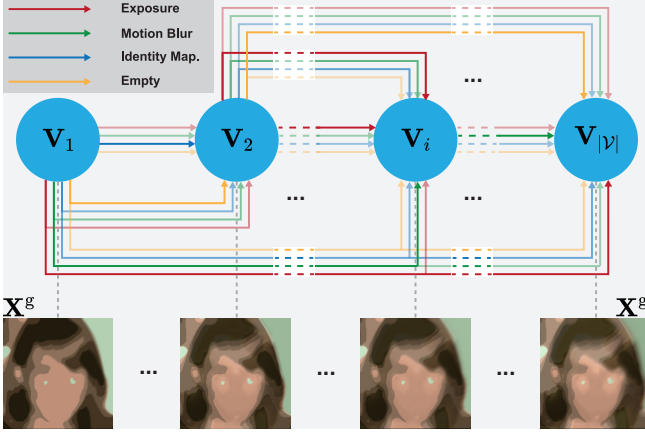 Exposure
Motion Blur
Identity Map.
Empty
...
V₁ V₂ Vᵢ V|𝒱|
... ...
Xᵍ Xᵍ
... ... ...